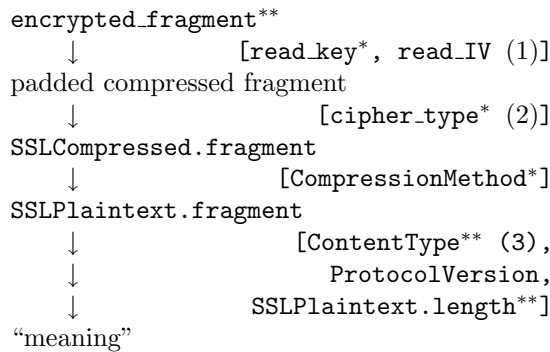 encrypted_fragment**
↓ [read_key*, read_IV (1)]
padded compressed fragment
↓ [cipher_type* (2)]
SSLCompressed.fragment
↓ [CompressionMethod*]
SSLPlaintext.fragment
↓ [ContentType** (3),
↓ ProtocolVersion,
↓ SSLPlaintext.length**]
“meaning”